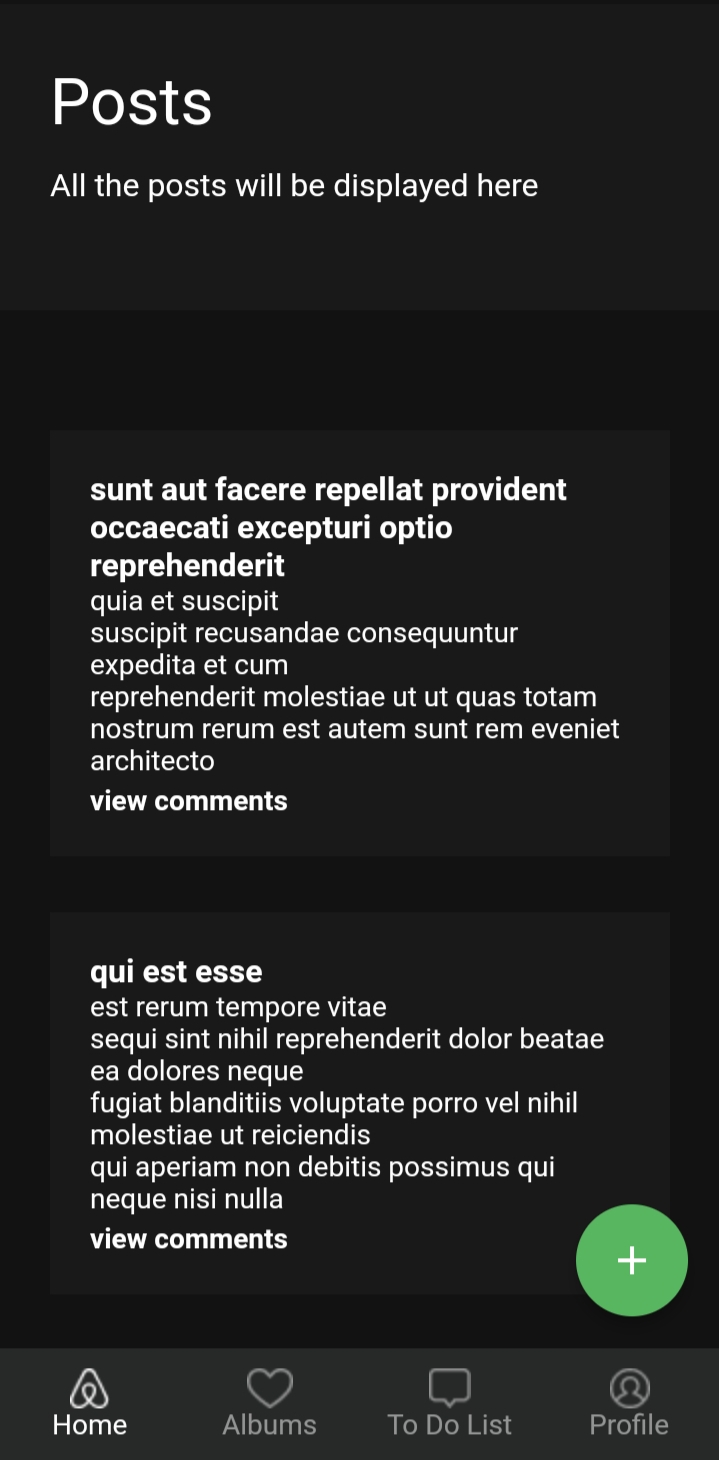 Posts
All the posts will be displayed here
sunt aut facere repellat provident
occaecati excepturi optio
reprehenderit
quia et suscipit
suscipit recusandae consequuntur
expedita et cum
reprehenderit molestiae ut ut quas totam
nostrum rerum est autem sunt rem eveniet
architecto
view comments
qui est esse
est rerum tempore vitae
sequi sint nihil reprehenderit dolor beatae
ea dolores neque
fugiat blanditiis voluptate porro vel nihil
molestiae ut reiciendis
qui aperiam non debitis possimus qui
neque nisi nulla
view comments
+
Home
Albums
To Do List
Profile